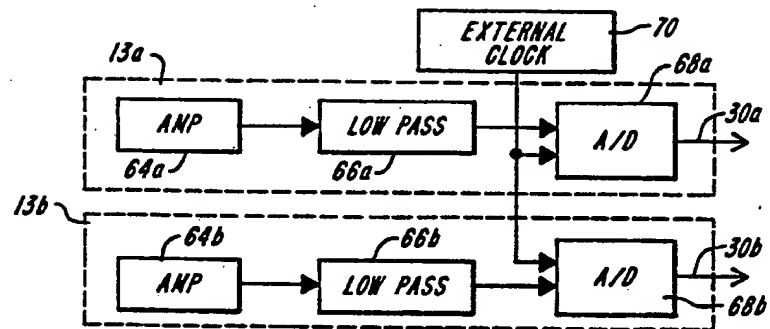 EXTERNAL
CLOCK
70
13a
68a
AMP
LOW PASS
A/D
30a
64a
66a
13b
64b
66b
30b
AMP
LOW PASS
A/D
68b